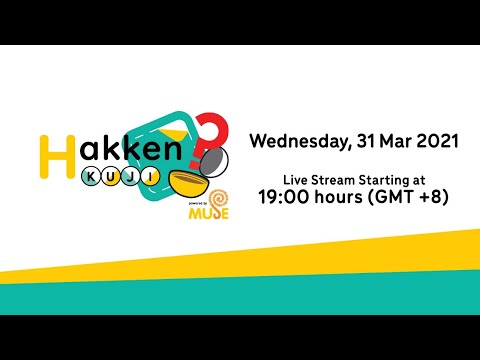 Hakken
KUJI
powered by
MUSE
Wednesday, 31 Mar 2021
Live Stream Starting at
19:00 hours (GMT +8)